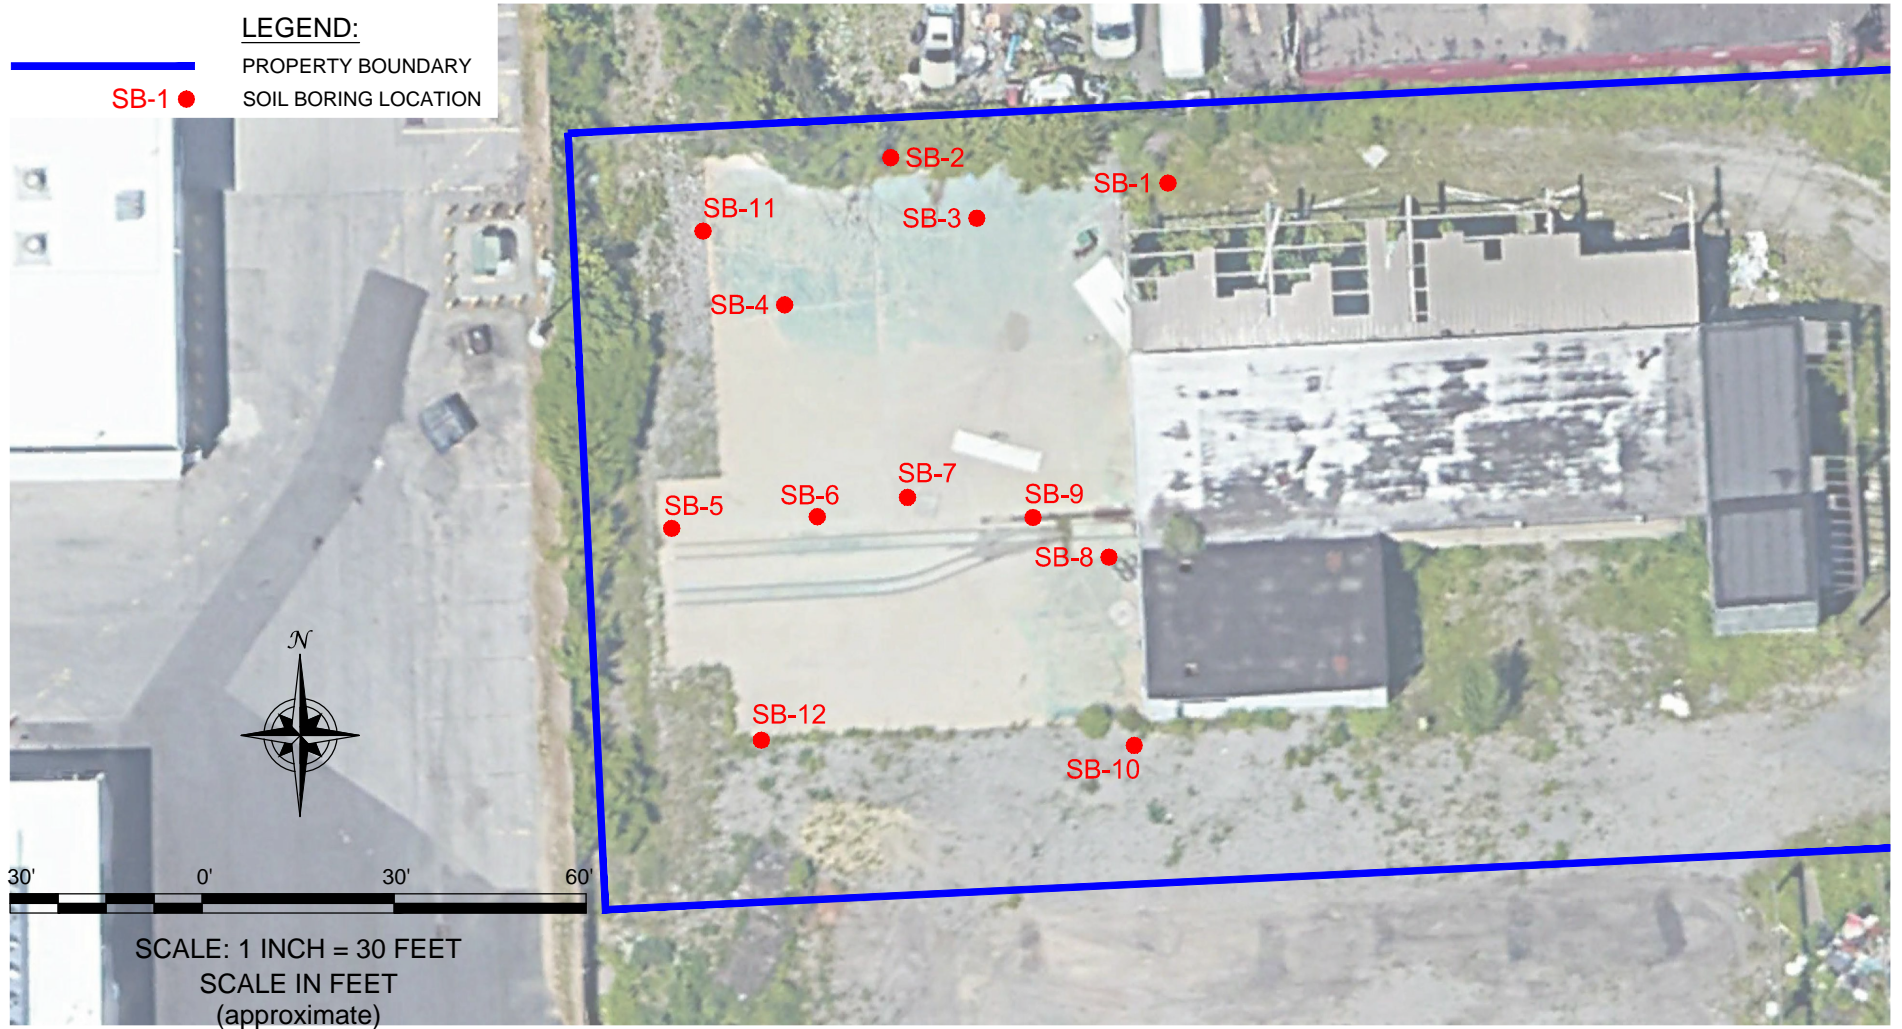 LEGEND:
PROPERTY BOUNDARY
SB-1 SOIL BORING LOCATION
SB-2
SB-1
SB-11
SB-3
SB-4
SB-7
SB-6
SB-9
SB-5
SB-8
N
SB-12
SB-10
30' 0' 30' 60'
SCALE: 1 INCH = 30 FEET
SCALE IN FEET
(approximate)